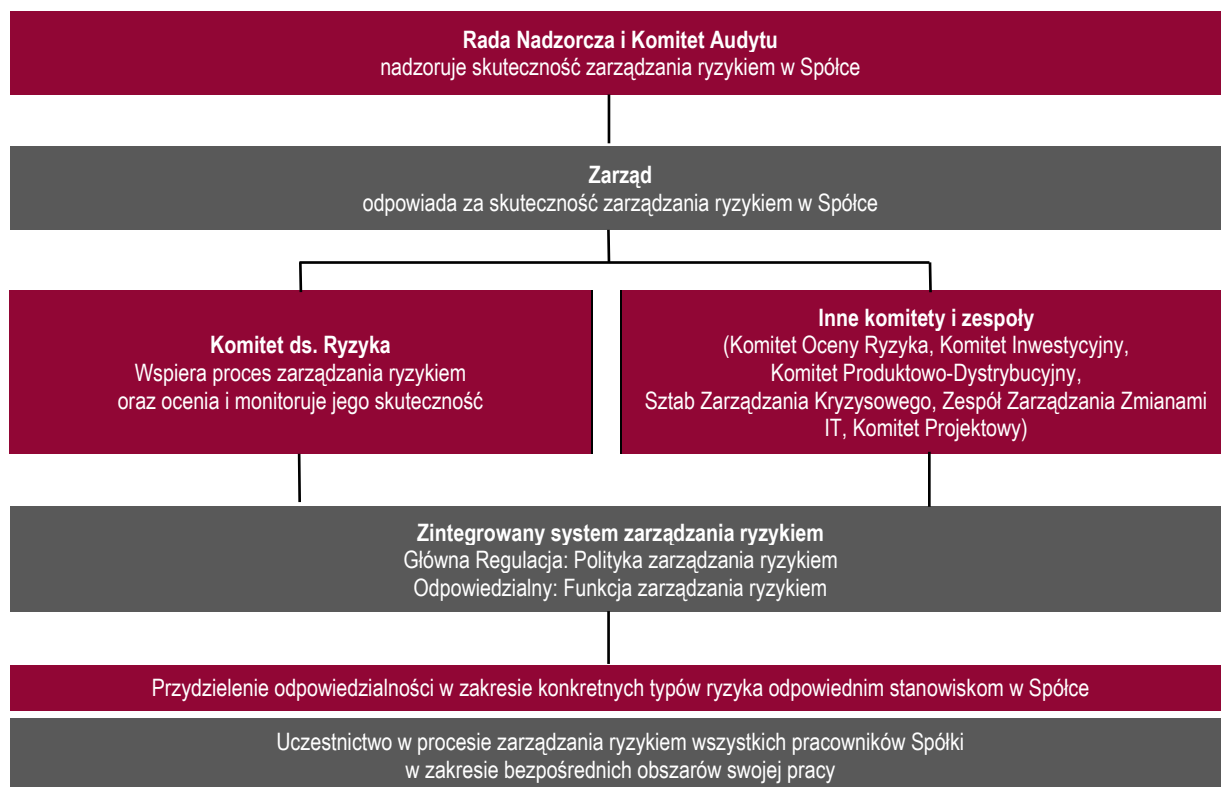 Rada Nadzorcza i Komitet Audytu
nadzoruje skuteczność zarządzania ryzykiem w Spółce
Zarząd
odpowiada za skuteczność zarządzania ryzykiem w Spółce
Komitet ds. Ryzyka
Wspiera proces zarządzania ryzykiem
oraz ocenia i monitoruje jego skuteczność
Inne komitety i zespoły
(Komitet Oceny Ryzyka, Komitet Inwestycyjny,
Komitet Produktowo-Dystrybucyjny,
Sztab Zarządzania Kryzysowego, Zespół Zarządzania Zmianami
IT, Komitet Projektowy)
Zintegrowany system zarządzania ryzykiem
Główna Regulacja: Polityka zarządzania ryzykiem
Odpowiedzialny: Funkcja zarządzania ryzykiem
Przydzielenie odpowiedzialności w zakresie konkretnych typów ryzyka odpowiednim stanowiskom w Spółce
Uczestnictwo w procesie zarządzania ryzykiem wszystkich pracowników Spółki
w zakresie bezpośrednich obszarów swojej pracy